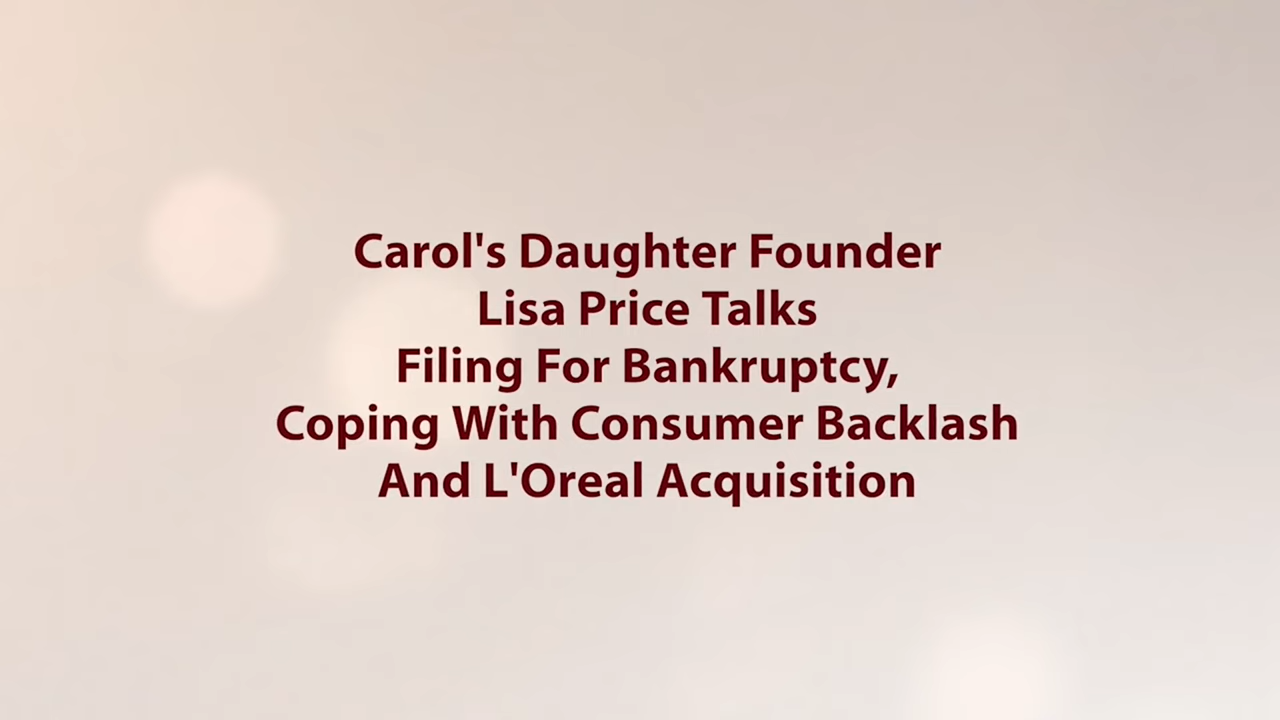 Carol's Daughter Founder
Lisa Price Talks
Filing For Bankruptcy,
Coping With Consumer Backlash
And L'Oreal Acquisition